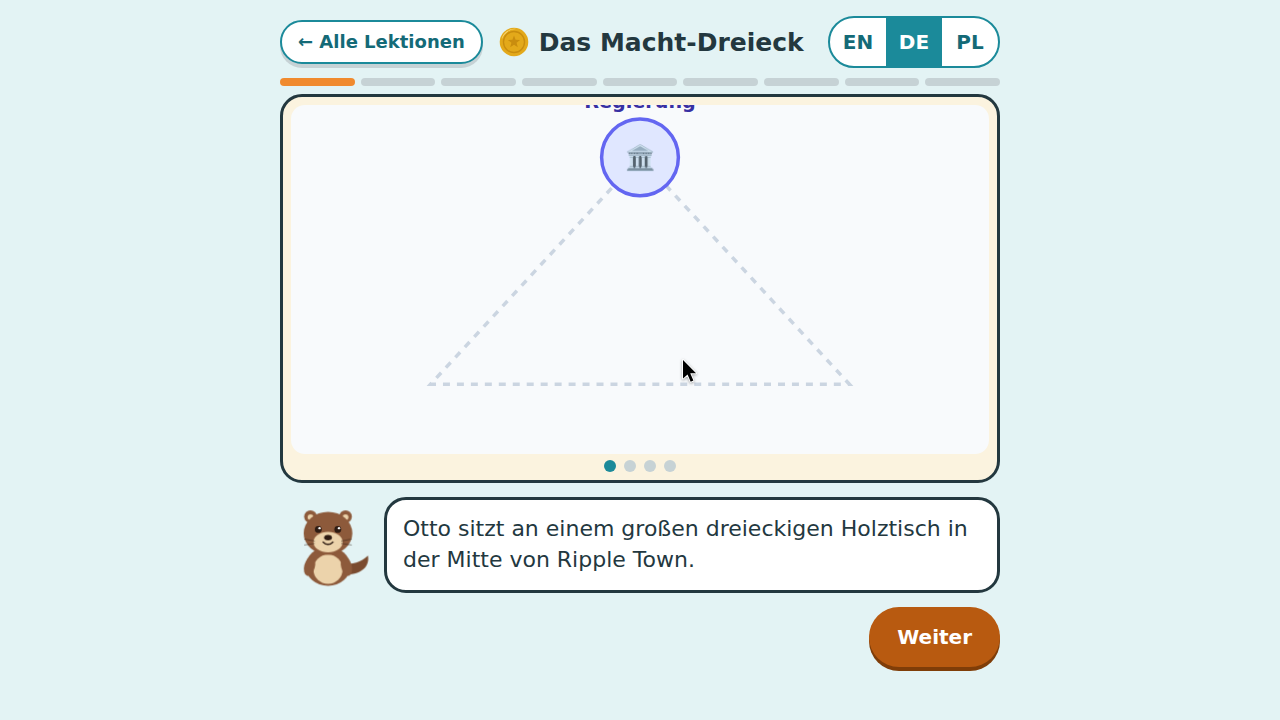 ← Alle Lektionen
Das Macht-Dreieck
EN
DE
PL
Regierung
Otto sitzt an einem großen dreieckigen Holztisch in
der Mitte von Ripple Town.
Weiter